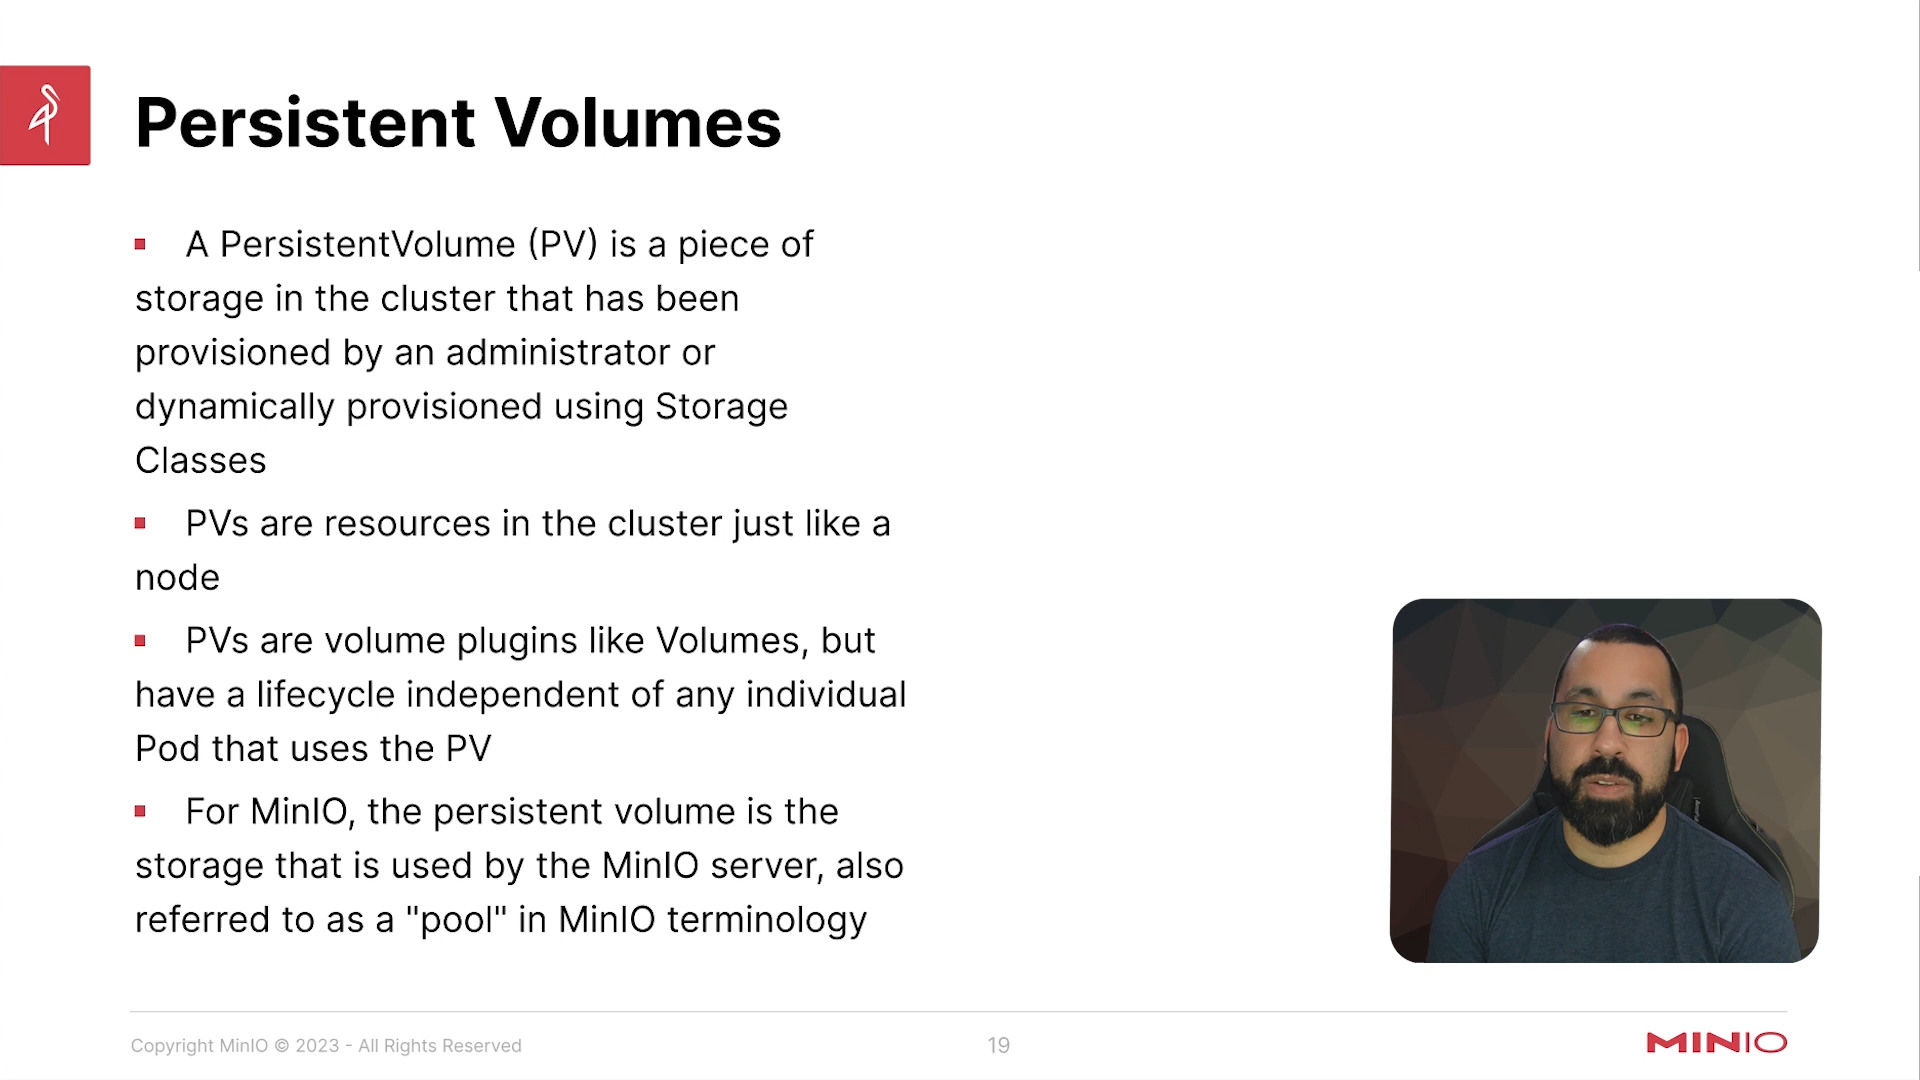 Persistent Volumes
A PersistentVolume (PV) is a piece of
storage in the cluster that has been
provisioned by an administrator or
dynamically provisioned using Storage
Classes
PVs are resources in the cluster just like a
node
PVs are volume plugins like Volumes, but
have a lifecycle independent of any individual
Pod that uses the PV
For MinIO, the persistent volume is the
storage that is used by the MinIO server, also
referred to as a "pool" in MinIO terminology
Copyright MinIO © 2023 - All Rights Reserved
19
MINIO